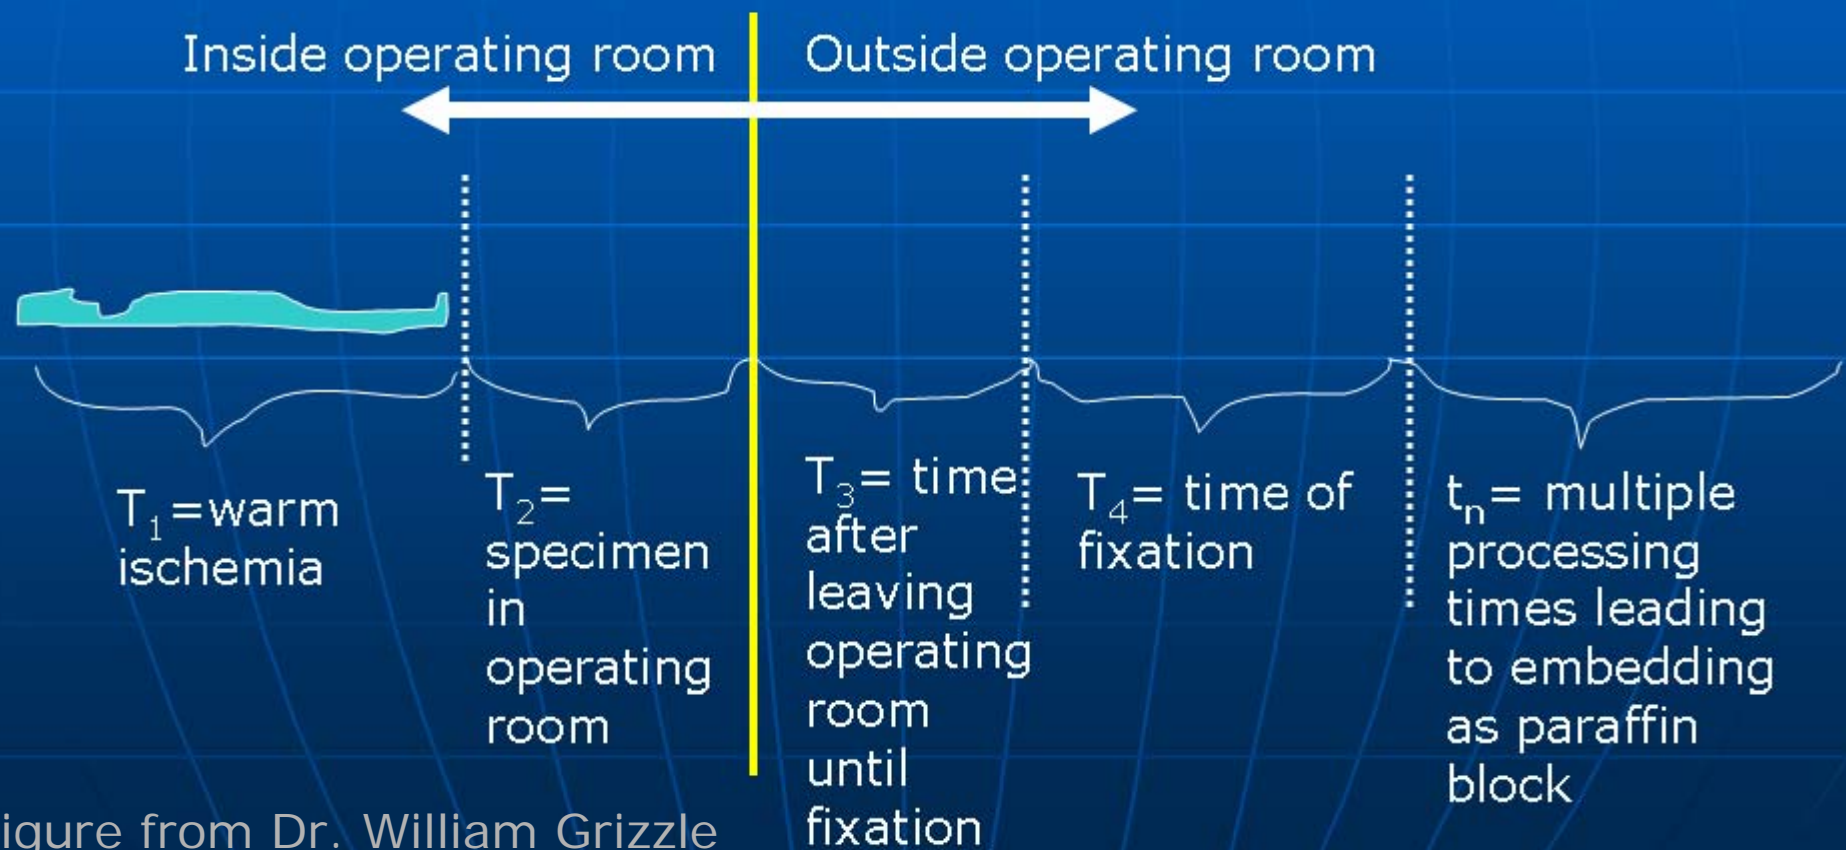 Inside operating room
Outside operating room
T₁=warm
ischemia
T₂=
specimen
in
operating
room
T₃= time
after
leaving
operating
room
until
fixation
T₄= time of
fixation
tₙ= multiple
processing
times leading
to embedding
as paraffin
block
igure from Dr. William Grizzle